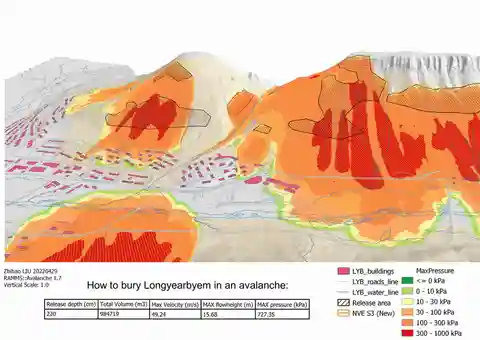 Zhitao LIU 20220429
RAMMS::Avalanche 1.7
Vertical Scale: 1.0
How to bury Longyearbyem in an avalanche:
Release depth (cm) Total Volume (m3) Max Velocity (m/s) MAX flowheight (m) MAX pressure (kPa)
220 984719 49.24 15.68 727.35
LYB_buildings
LYB_roads_line
LYB_water_line
Release area
NVE S3 (New)
MaxPressure
<= 0 kPa
0 - 10 kPa
10 - 30 kPa
30 - 100 kPa
100 - 300 kPa
300 - 1000 kPa